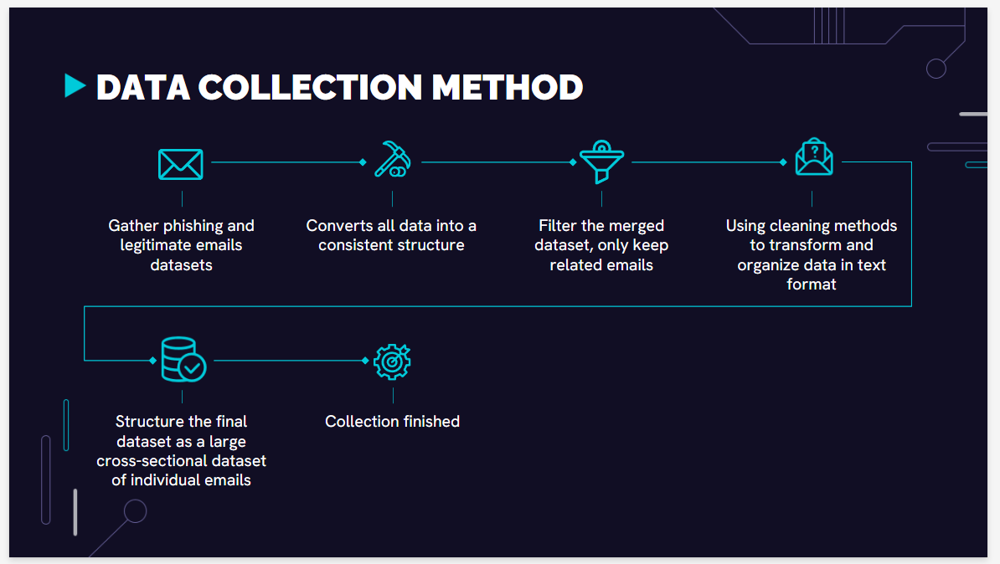 DATA COLLECTION METHOD
Gather phishing and
legitimate emails
datasets
Converts all data into a
consistent structure
Filter the merged
dataset, only keep
related emails
Using cleaning methods
to transform and
organize data in text
format
Structure the final
dataset as a large
cross-sectional dataset
of individual emails
Collection finished